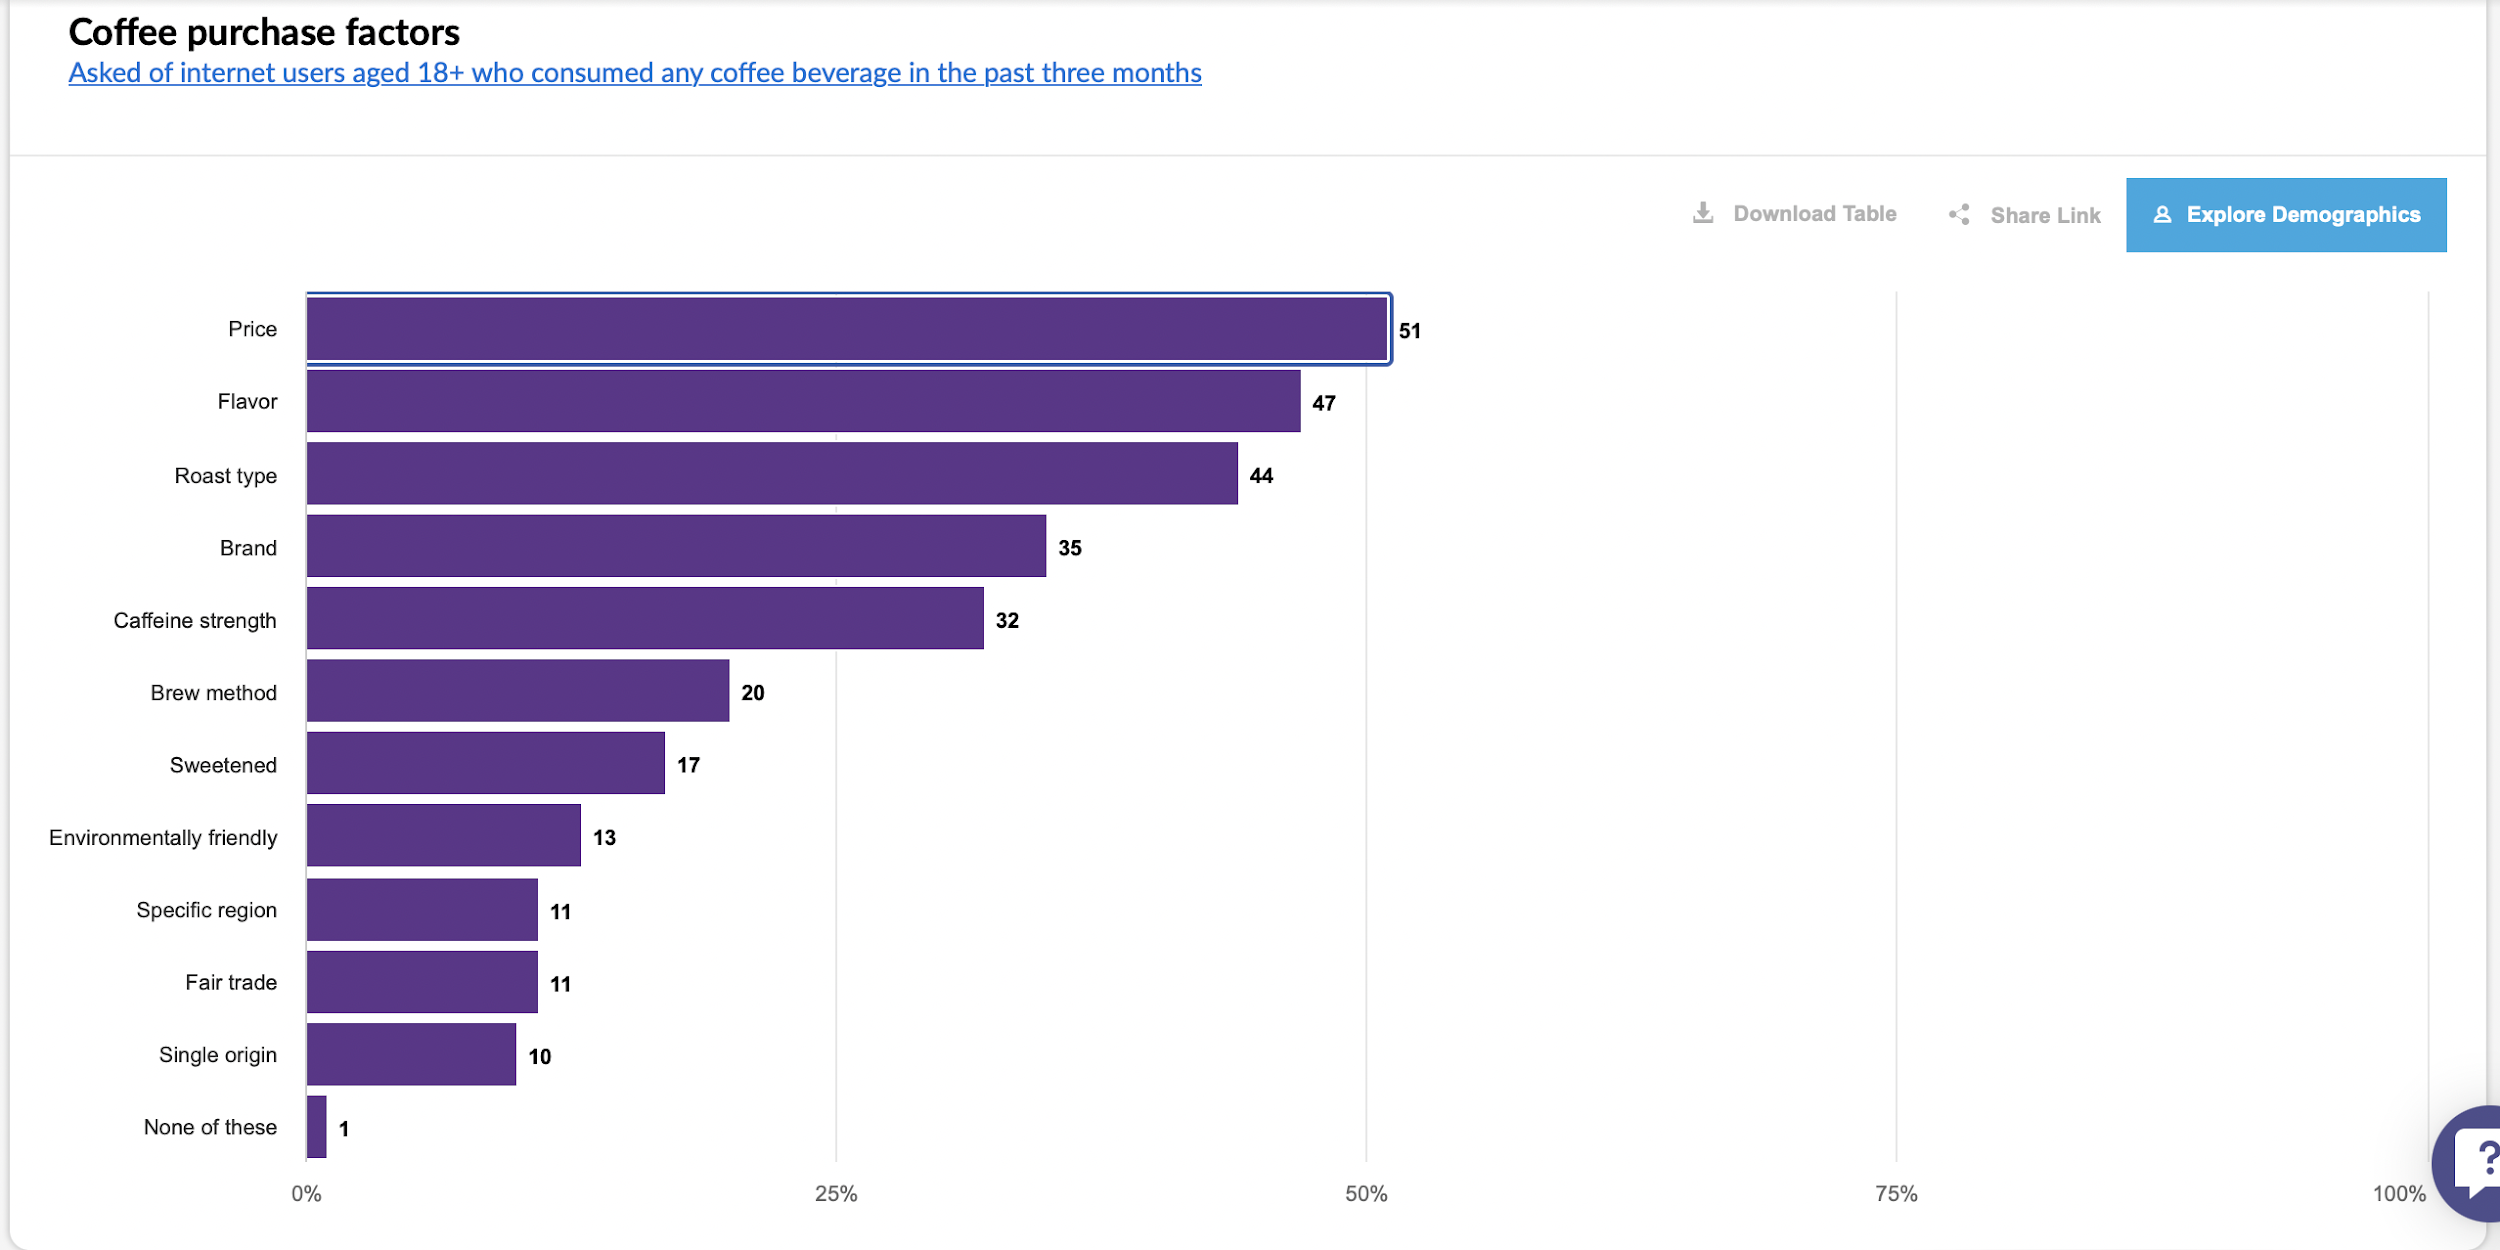 Coffee purchase factors
Asked of internet users aged 18+ who consumed any coffee beverage in the past three months
Download Table
Share Link
Explore Demographics
Price 51
Flavor 47
Roast type 44
Brand 35
Caffeine strength 32
Brew method 20
Sweetened 17
Environmentally friendly 13
Specific region 11
Fair trade 11
Single origin 10
None of these 1
0% 25% 50% 75% 100%
?